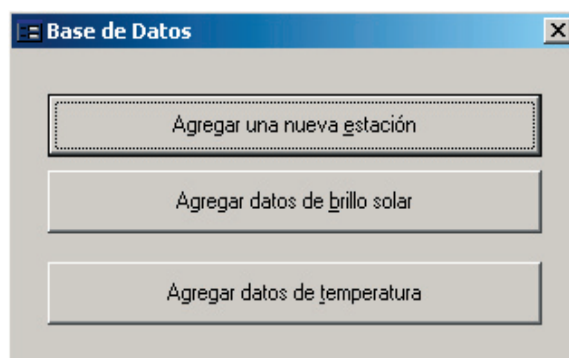 Base de Datos
Agregar una nueva estación
Agregar datos de brillo solar
Agregar datos de temperatura